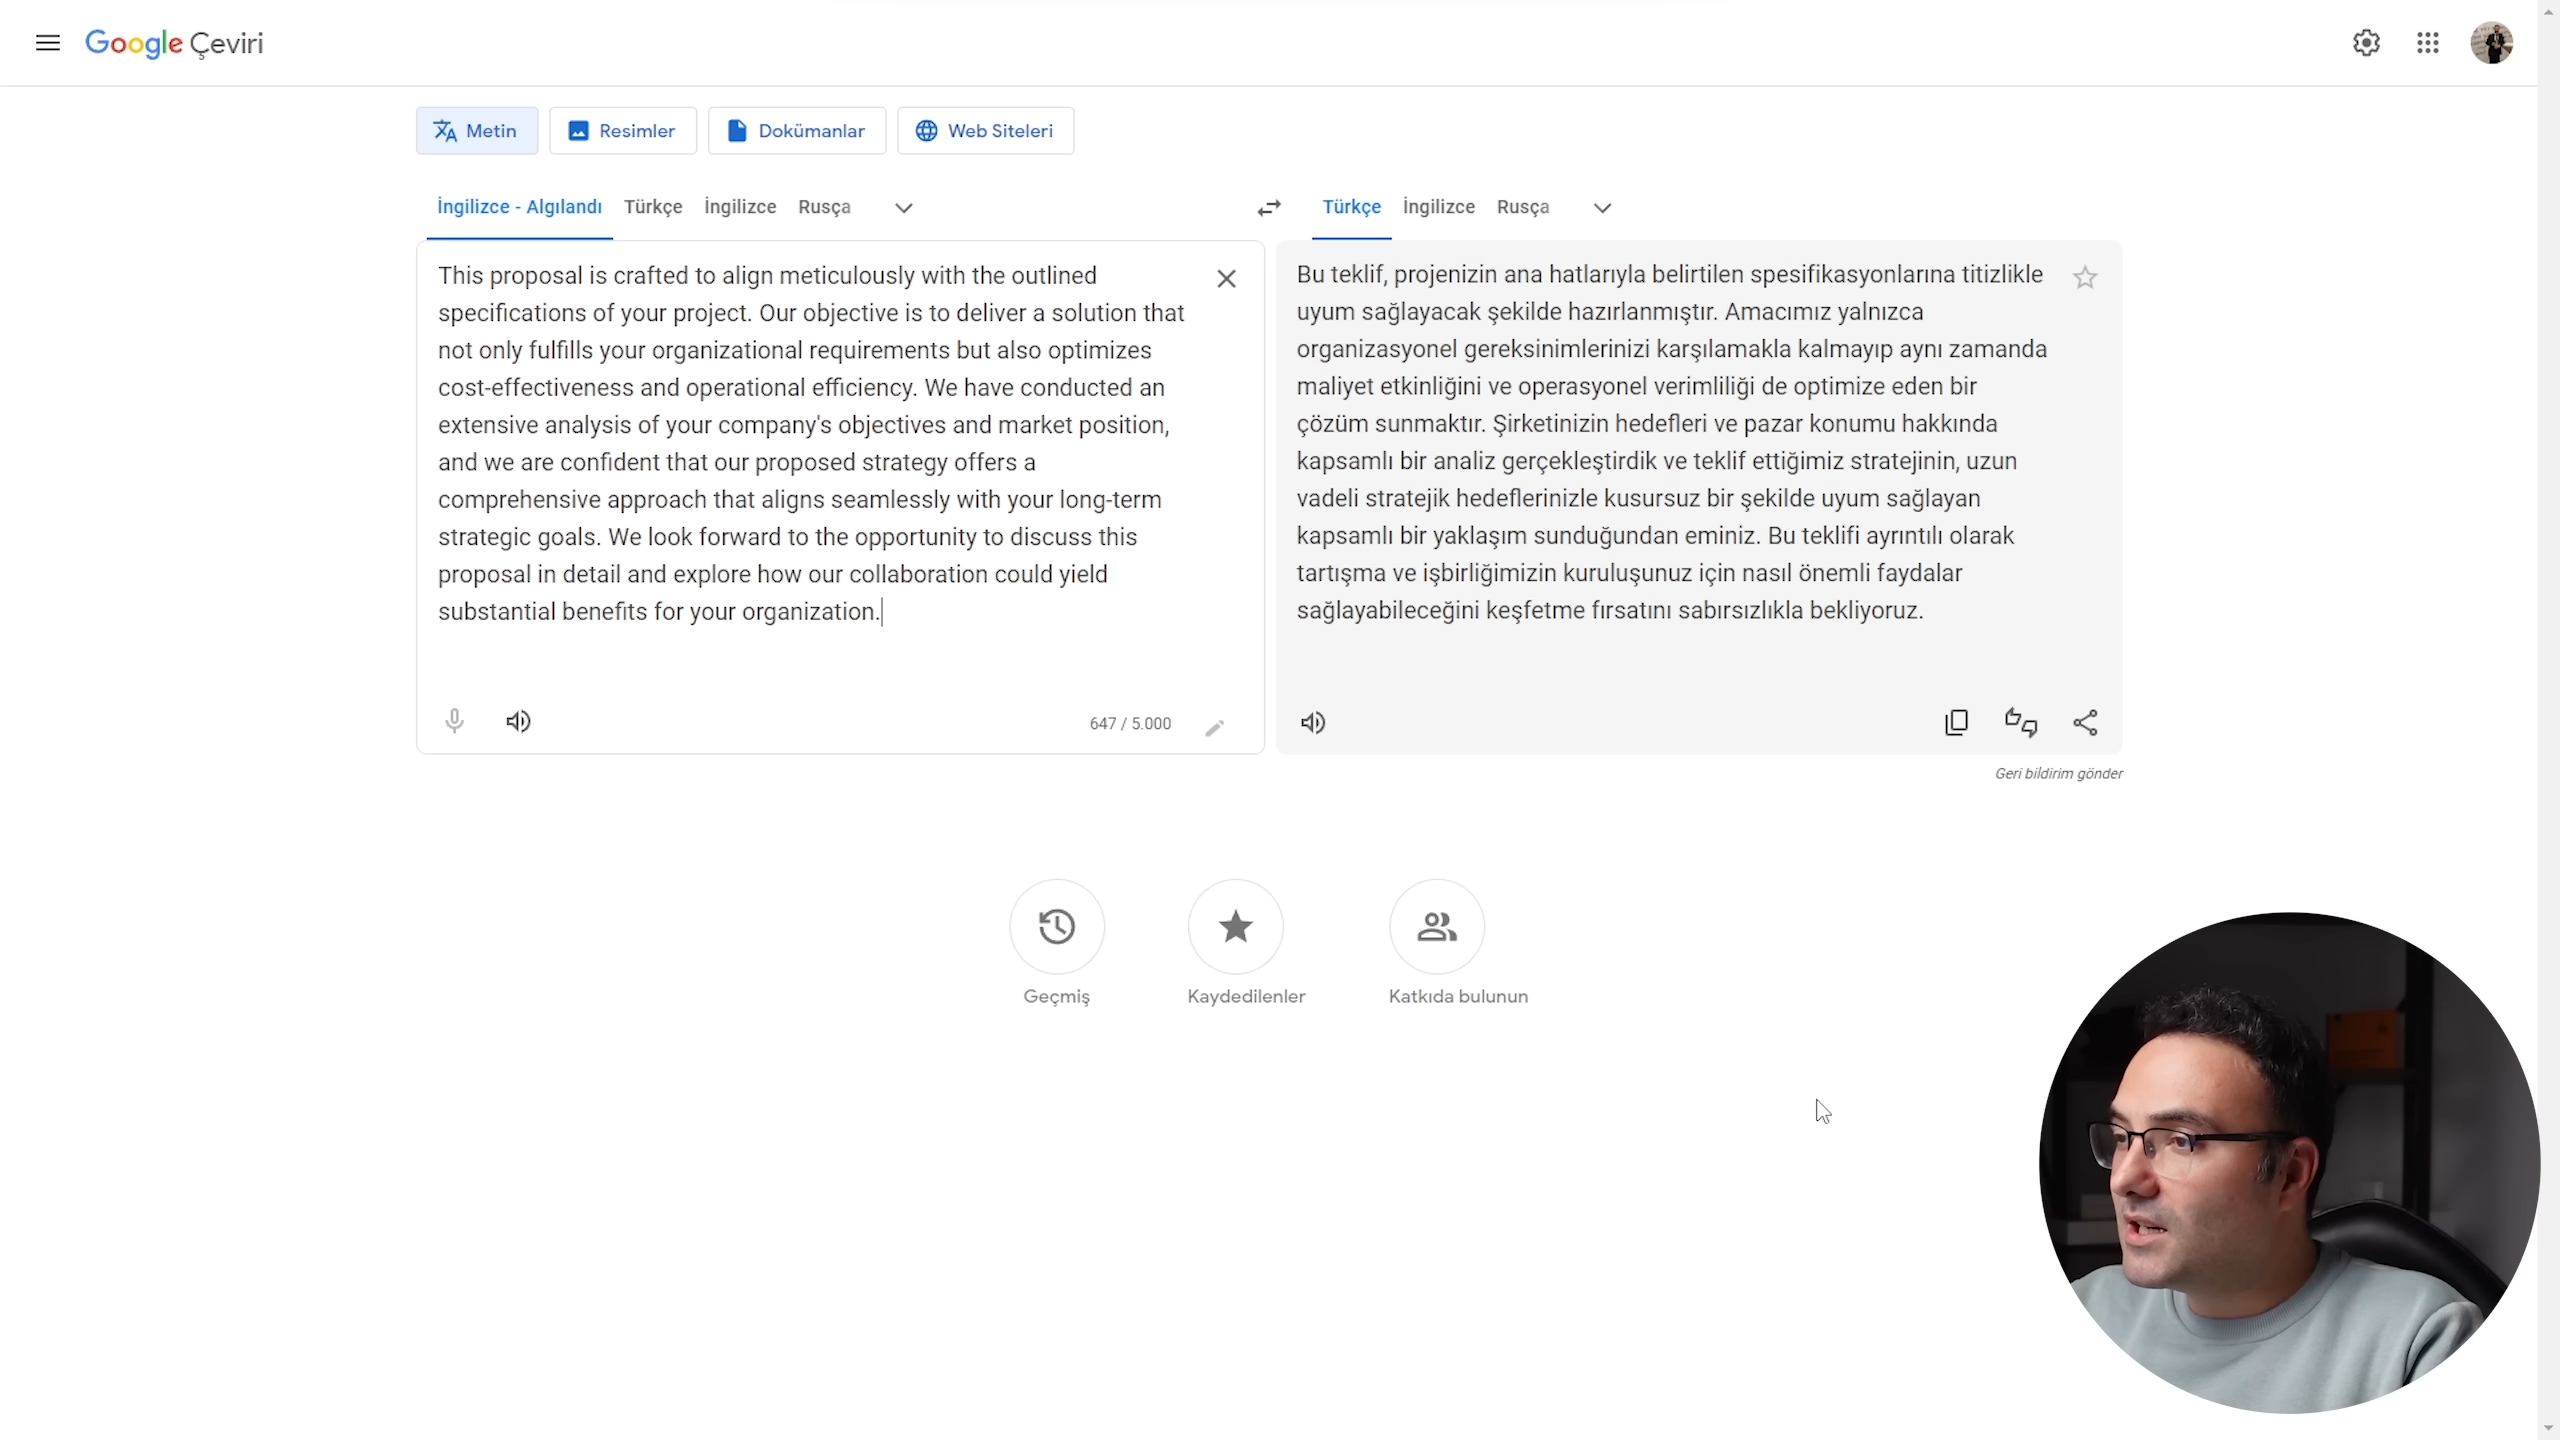 Google Çeviri
Metin
Resimler
Dokümanlar
Web Siteleri
İngilizce - Algılandı
Türkçe
İngilizce
Rusça
Türkçe
İngilizce
Rusça
This proposal is crafted to align meticulously with the outlined
specifications of your project. Our objective is to deliver a solution that
not only fulfills your organizational requirements but also optimizes
cost-effectiveness and operational efficiency. We have conducted an
extensive analysis of your company's objectives and market position,
and we are confident that our proposed strategy offers a
comprehensive approach that aligns seamlessly with your long-term
strategic goals. We look forward to the opportunity to discuss this
proposal in detail and explore how our collaboration could yield
substantial benefits for your organization.
647 / 5.000
Bu teklif, projenizin ana hatlarıyla belirtilen spesifikasyonlarına titizlikle
uyum sağlayacak şekilde hazırlanmıştır. Amacımız yalnızca
organizasyonel gereksinimlerinizi karşılamakla kalmayıp aynı zamanda
maliyet etkinliğini ve operasyonel verimliliği de optimize eden bir
çözüm sunmaktır. Şirketinizin hedefleri ve pazar konumu hakkında
kapsamlı bir analiz gerçekleştirdik ve teklif ettiğimiz stratejinin, uzun
vadeli stratejik hedeflerinizle kusursuz bir şekilde uyum sağlayan
kapsamlı bir yaklaşım sunduğundan eminiz. Bu teklifi ayrıntılı olarak
tartışma ve işbirliğimizin kuruluşunuz için nasıl önemli faydalar
sağlayabileceğini keşfetme fırsatını sabırsızlıkla bekliyoruz.
Geri bildirim gönder
Geçmiş
Kaydedilenler
Katkıda bulunun